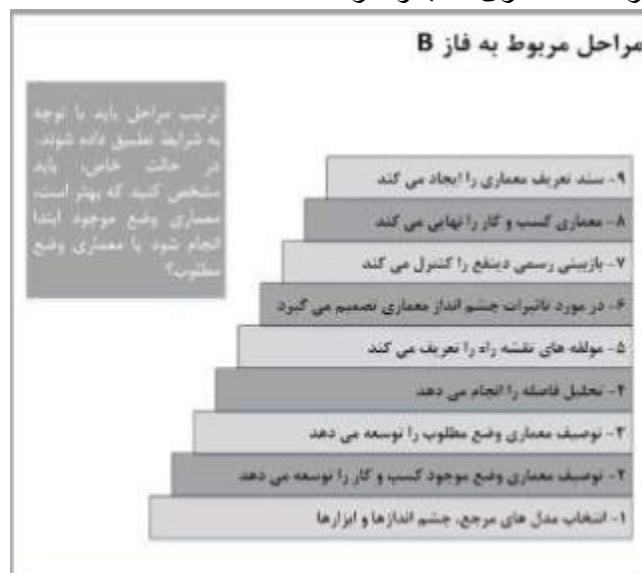 مراحل مربوط به فاز B
ترتیب مراحل باید با توجه
به شرایط تطبیق داده شوند.
در حالت خاص، باید
مشخص کنید که بهتر است،
معماری وضع موجود ابتدا
انجام شود یا معماری وضع
مطلوب؟
۹- سند تعریف معماری را ایجاد می کند
۸- معماری کسب و کار را نهایی می کند
۷- بازبینی رسمی ذینفع را کنترل می کند
۶- در مورد تاثیرات چشم انداز معماری تصمیم می گیرد
۵- مولفه های نقشه راه را تعریف می کند
۴- تحلیل فاصله را انجام می دهد
۳- توصیف معماری وضع مطلوب را توسعه می دهد
۲- توصیف معماری وضع موجود کسب و کار را توسعه می دهد
۱- انتخاب مدل های مرجع، چشم اندازها و ابزارها